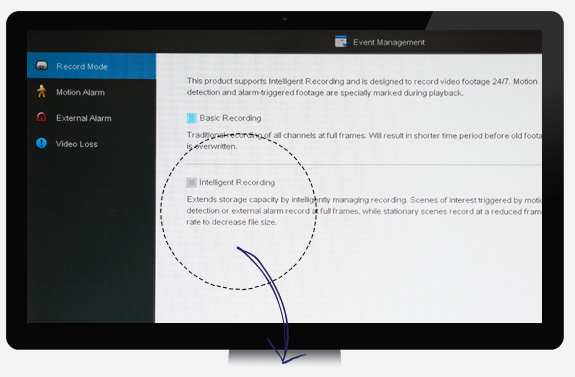 Event Management
Record Mode
Motion Alarm
External Alarm
Video Loss
This product supports Intelligent Recording and is designed to record video footage 24/7. Motion
detection and alarm-triggered footage are specially marked during playback.
Basic Recording
Traditional recording of all channels at full frames. Will result in shorter time period before old foota
is overwritten.
Intelligent Recording
Extends storage capacity by intelligently managing recording. Scenes of interest triggered by motio
detection or external alarm record at full frames, while stationary scenes record at a reduced fram
rate to decrease file size.